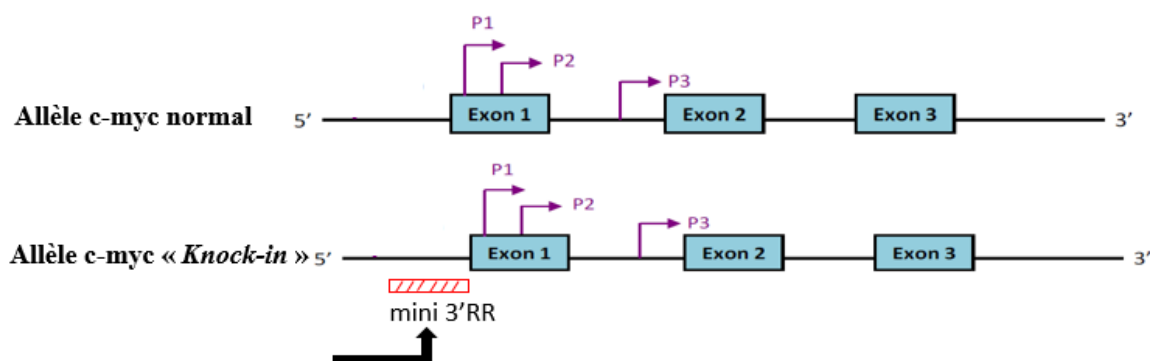 P1
P2
P3
Allèle c-myc normal 5’ Exon 1 Exon 2 Exon 3 3’
P1
P2
P3
Allèle c-myc « Knock-in » 5’ Exon 1 Exon 2 Exon 3 3’
mini 3’RR